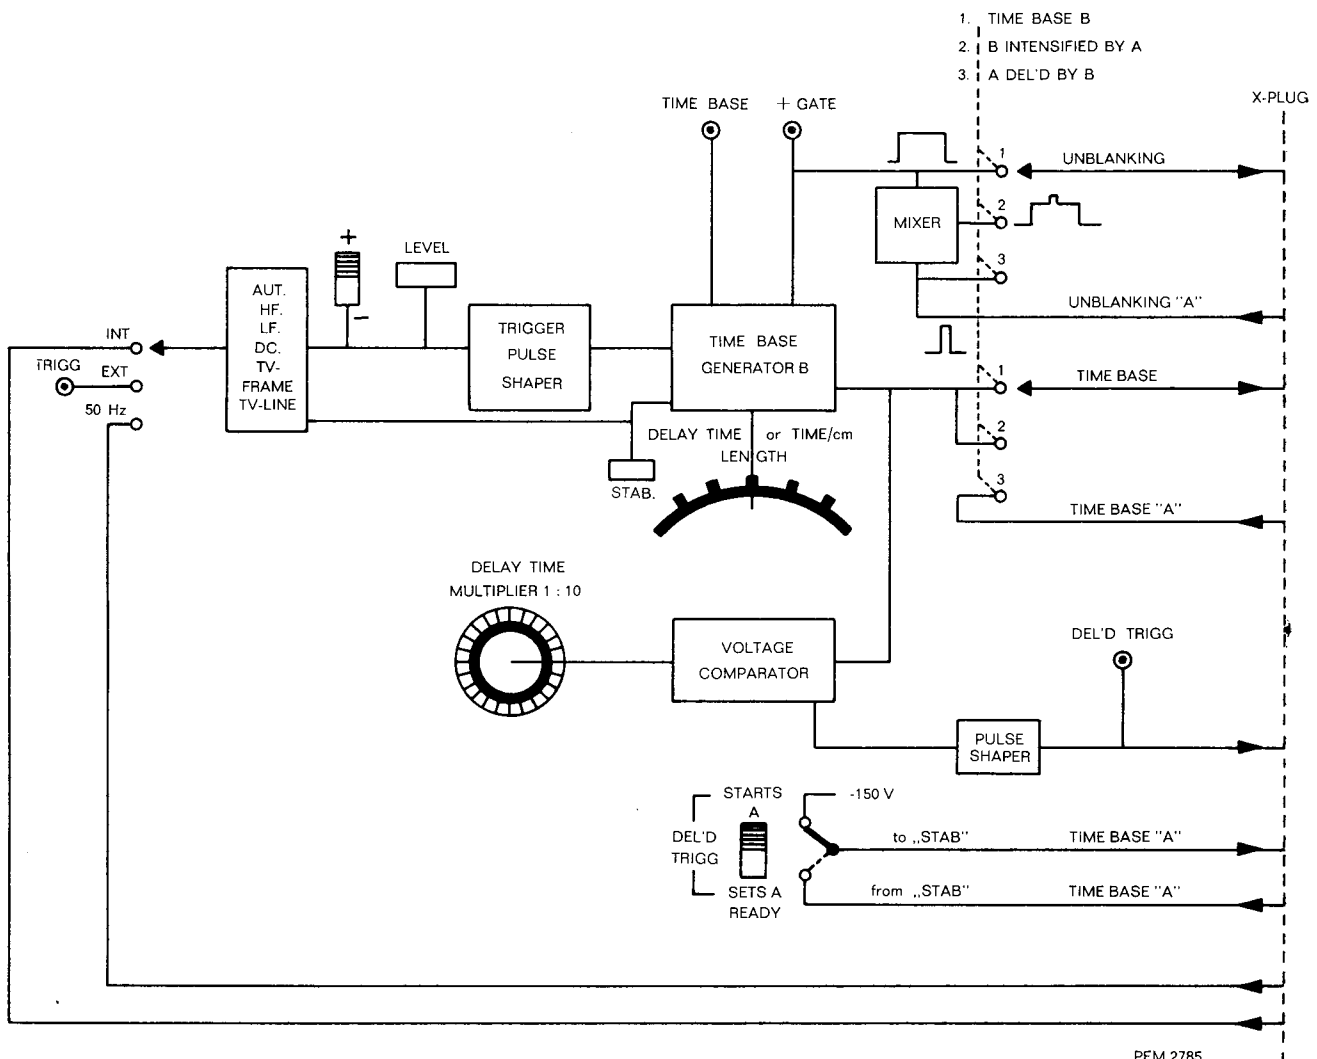 1. TIME BASE B
2. B INTENSIFIED BY A
3. A DEL'D BY B
X-PLUG
TIME BASE
+ GATE
1
UNBLANKING
MIXER
2
3
UNBLANKING "A"
+
LEVEL
−
AUT.
HF.
LF.
DC.
TV-
FRAME
TV-LINE
TRIGGER
PULSE
SHAPER
TIME BASE
GENERATOR B
INT
TRIGG
EXT
50 Hz
1
TIME BASE
2
3
TIME BASE "A"
DELAY TIME or TIME/cm
LENGTH
STAB.
DELAY TIME
MULTIPLIER 1 : 10
VOLTAGE
COMPARATOR
DEL'D TRIGG
PULSE
SHAPER
STARTS
A
DEL'D
TRIGG
SETS A
READY
-150 V
to ,,STAB"
TIME BASE "A"
from ,,STAB"
TIME BASE "A"
PEM 2785